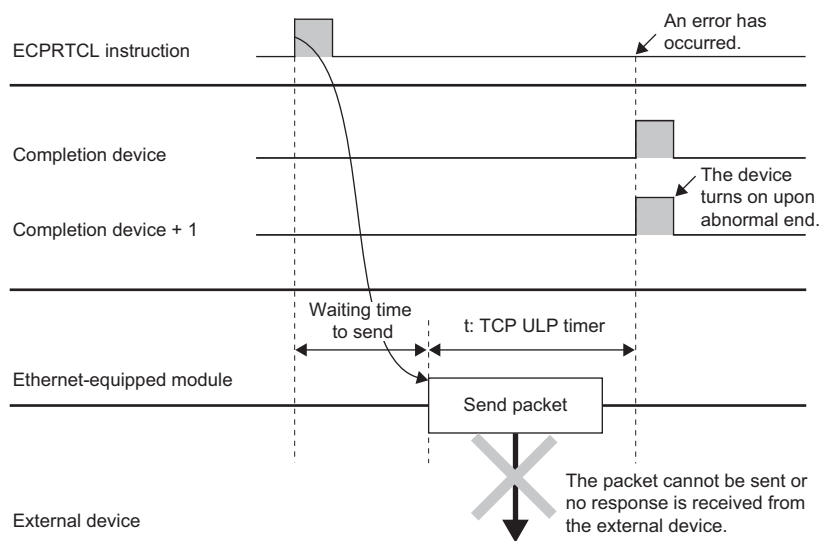 An error has
occurred.
ECPRTCL instruction
Completion device
The device
turns on upon
abnormal end.
Completion device + 1
Waiting time
to send
t: TCP ULP timer
Ethernet-equipped module
Send packet
The packet cannot be sent or
no response is received from
the external device.
External device